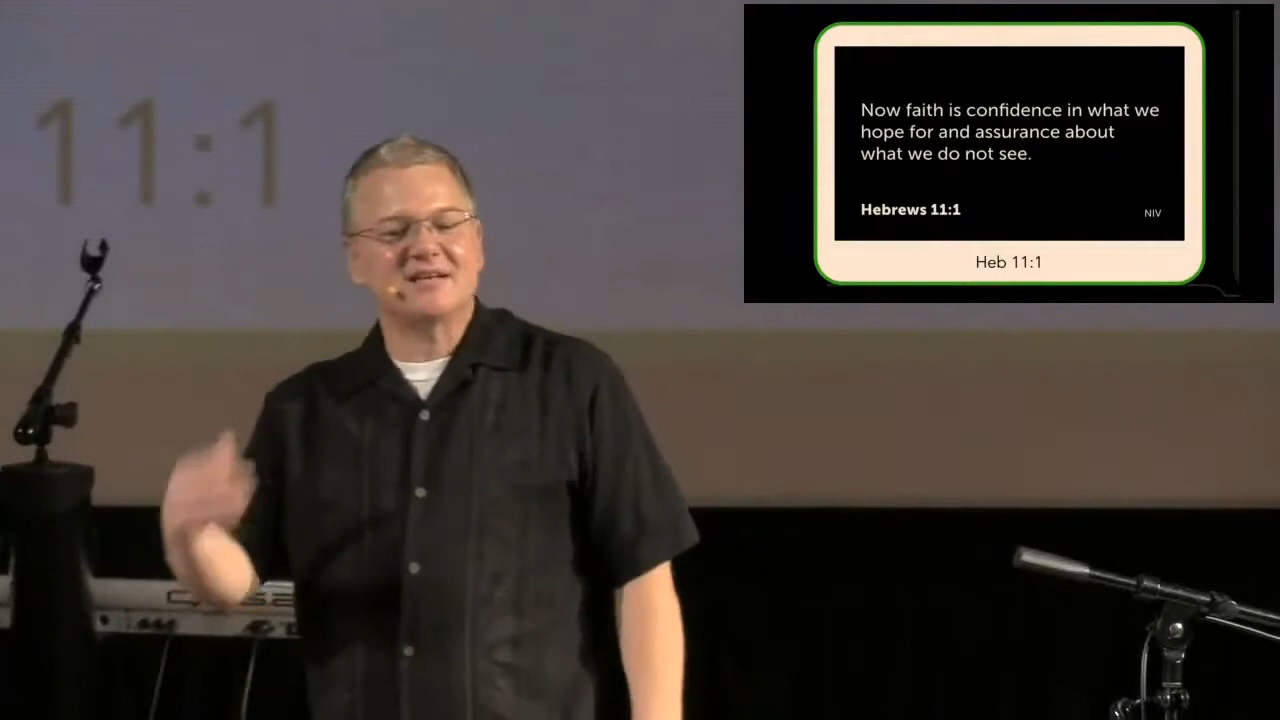 11:1
Now faith is confidence in what we
hope for and assurance about
what we do not see.
Hebrews 11:1
NIV
Heb 11:1